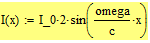 I(x) := I_0·2·sin(omega/c·x)